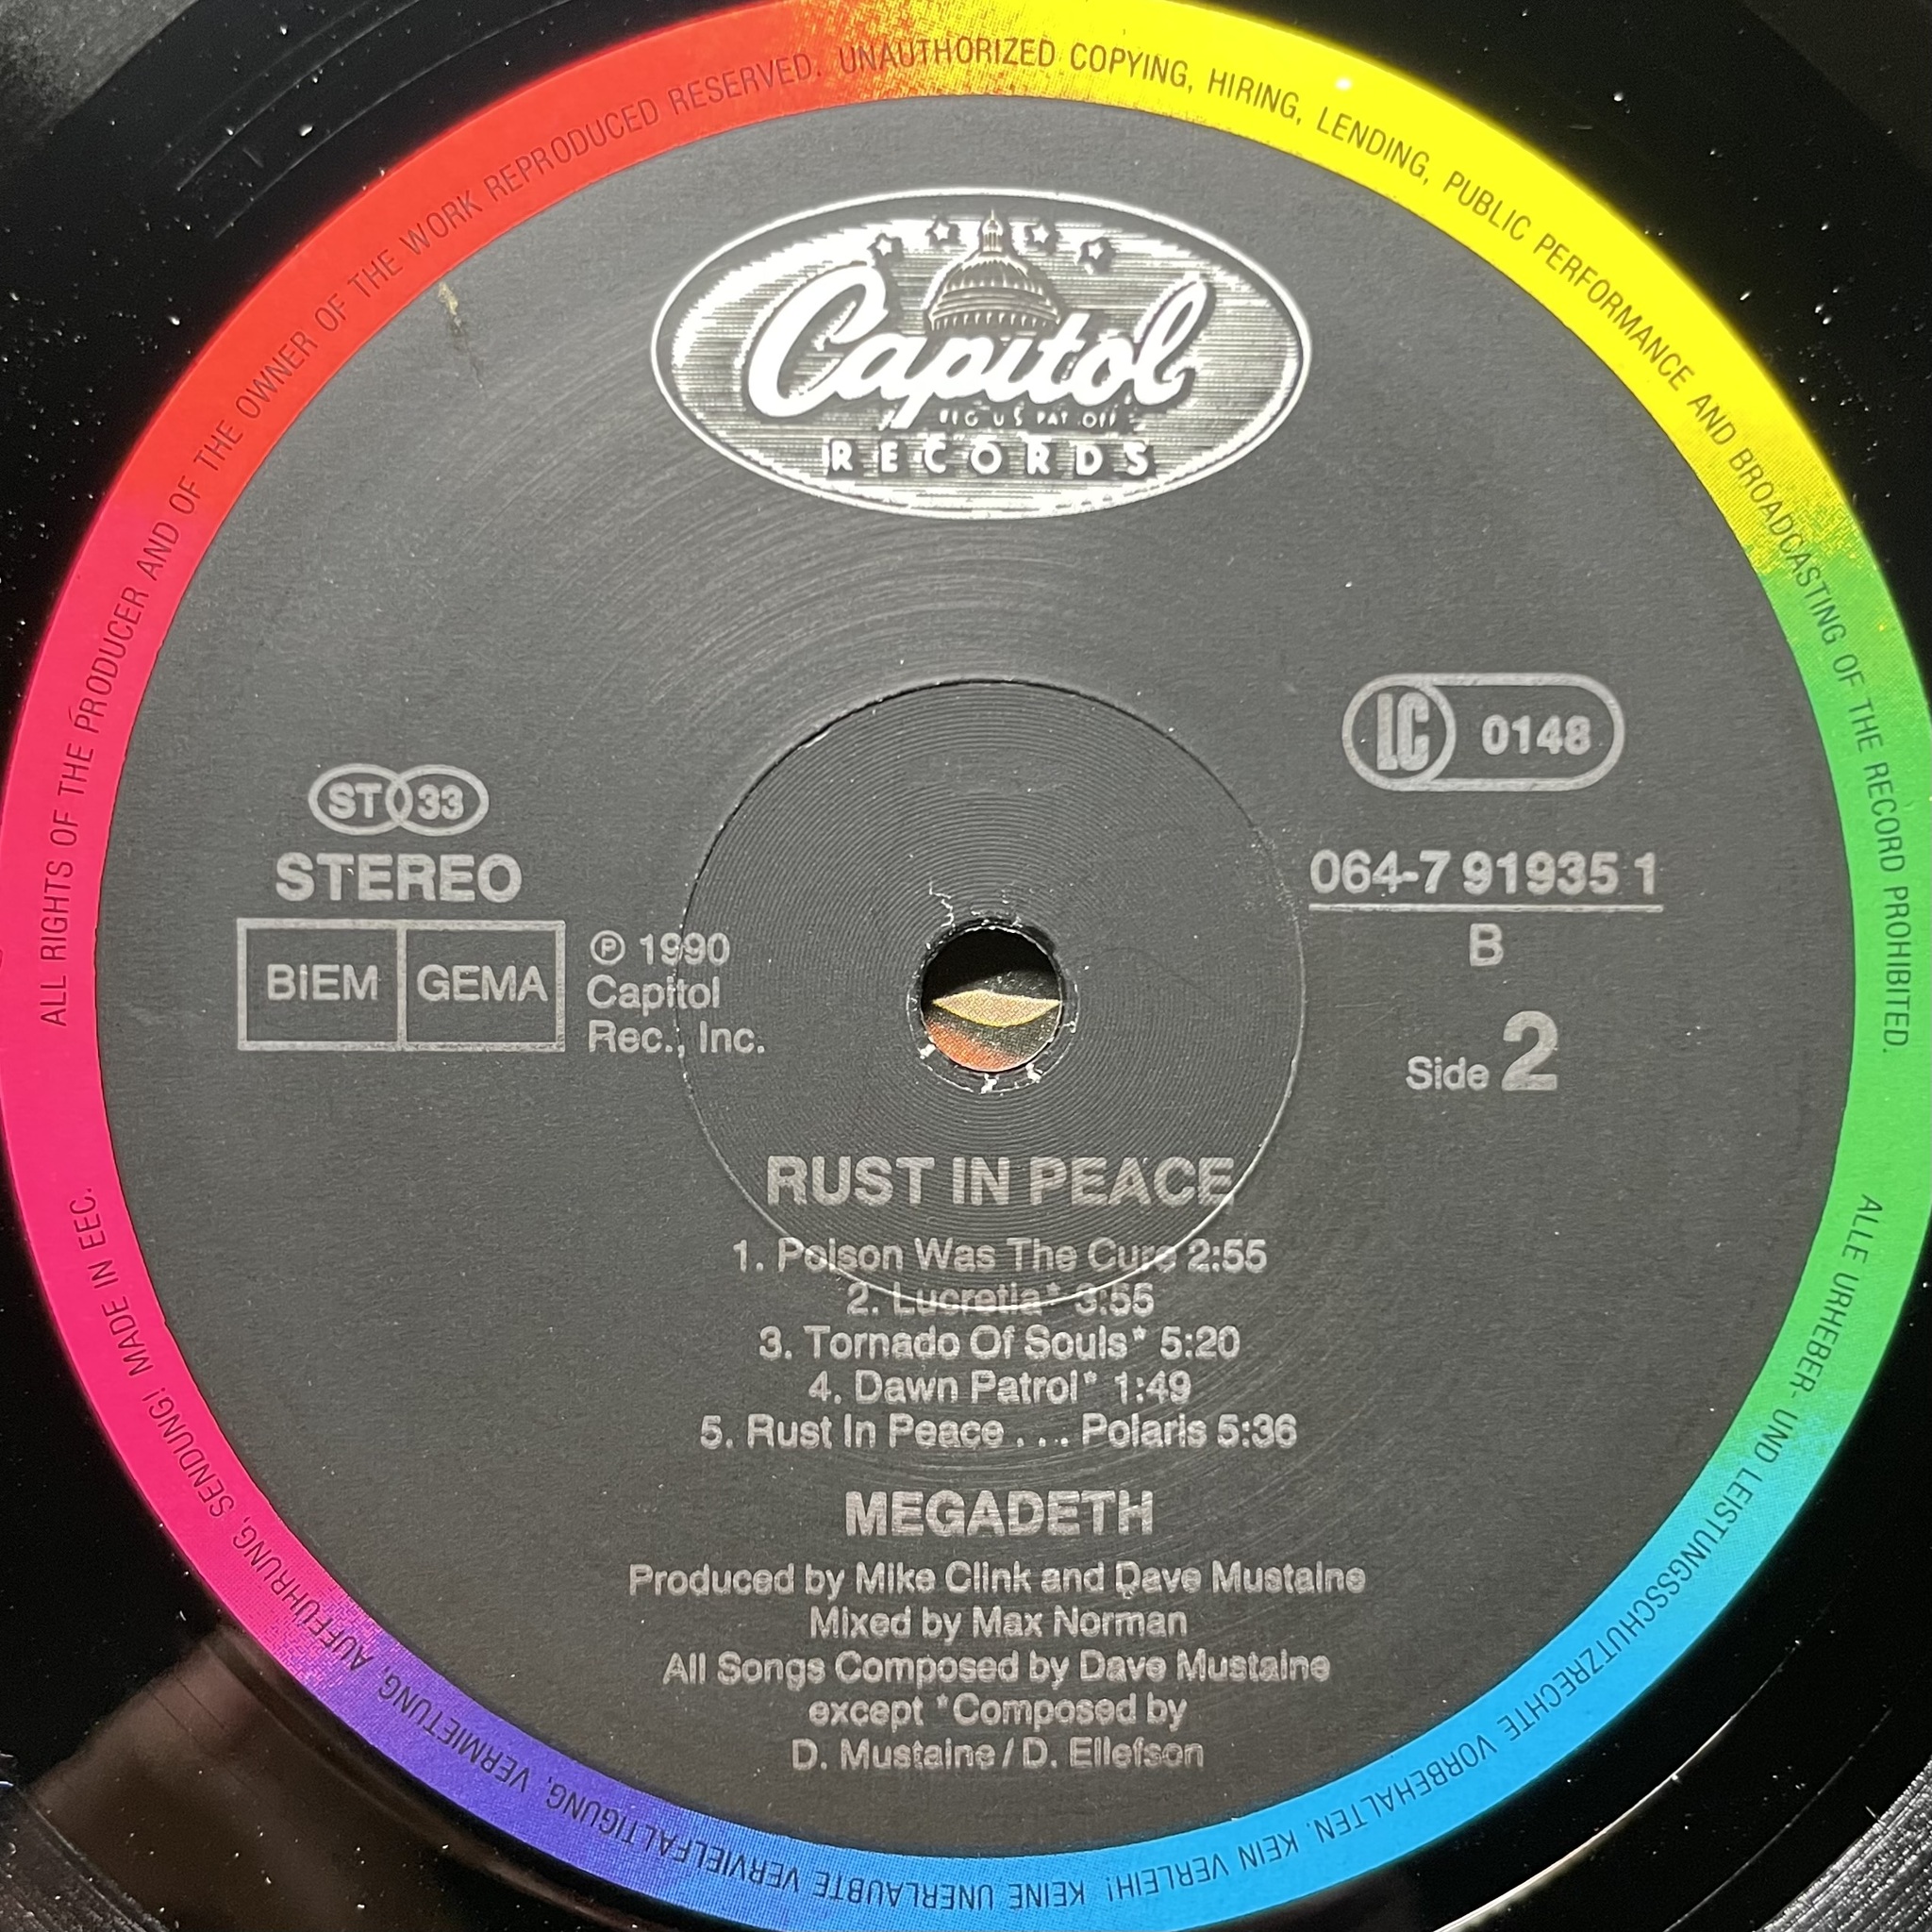 ALL RIGHTS OF THE PRODUCER AND OF THE OWNER OF THE WORK REPRODUCED RESERVED. UNAUTHORIZED COPYING, HIRING, LENDING, PUBLIC PERFORMANCE AND BROADCASTING OF THE RECORD PROHIBITED.
Capitol
REG U S PAT OFF
RECORDS
LC 0148
ST 33
STEREO
BIEM GEMA
℗ 1990
Capitol
Rec., Inc.
064-7 91935 1
B
Side 2
RUST IN PEACE
1. Poison Was The Cure 2:55
2. Lucretia* 3:55
3. Tornado Of Souls* 5:20
4. Dawn Patrol* 1:49
5. Rust In Peace . . . Polaris 5:36
MEGADETH
Produced by Mike Clink and Dave Mustaine
Mixed by Max Norman
All Songs Composed by Dave Mustaine
except *Composed by
D. Mustaine / D. Ellefson
ALLE URHEBER- UND LEISTUNGSSCHUTZRECHTE VORBEHALTEN. KEIN VERLEIH! KEINE UNERLAUBTE VERVIELFÄLTIGUNG, VERMIETUNG, AUFFÜHRUNG, SENDUNG! MADE IN EEC.